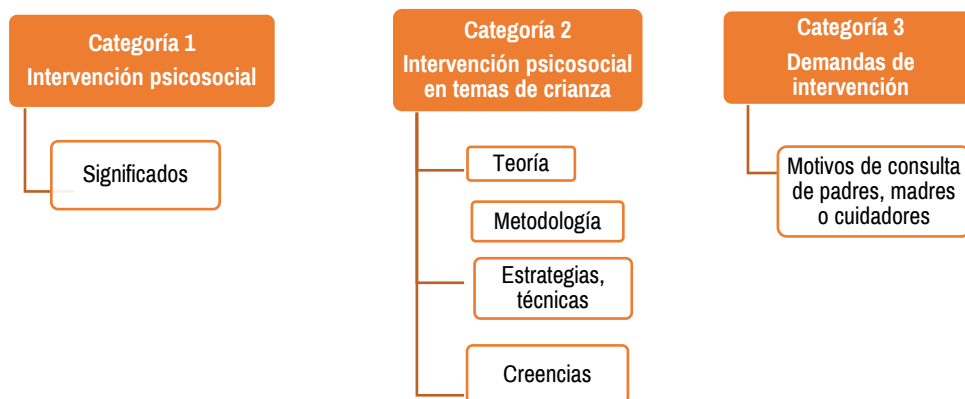 Categoría 1
Intervención psicosocial
Significados
Categoría 2
Intervención psicosocial
en temas de crianza
Teoría
Metodología
Estrategias,
técnicas
Creencias
Categoría 3
Demandas de
intervención
Motivos de consulta
de padres, madres
o cuidadores